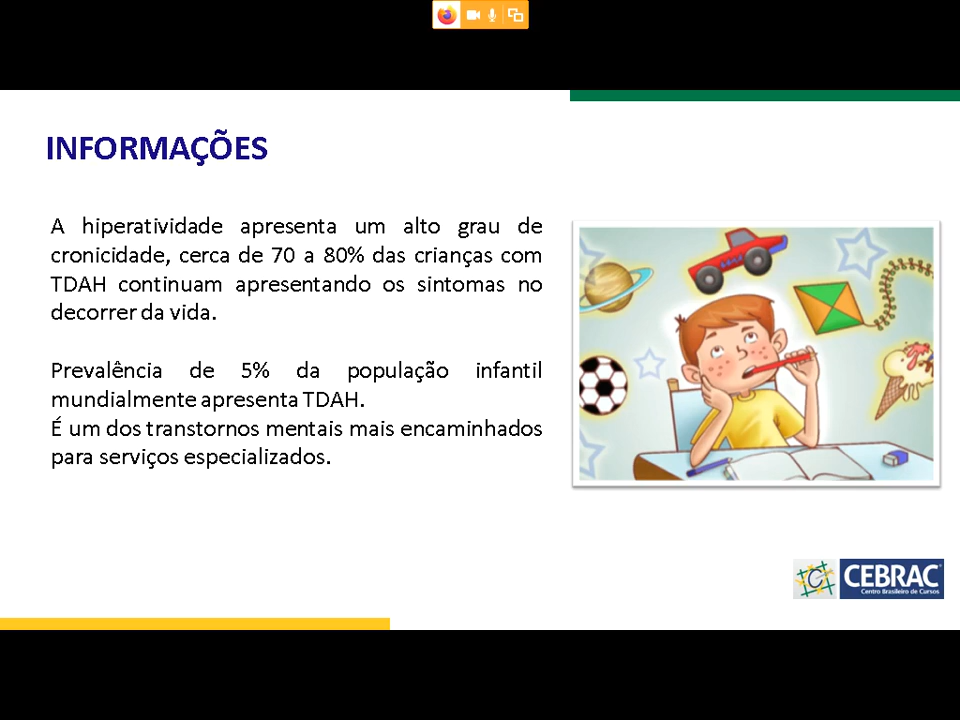 INFORMAÇÕES
A hiperatividade apresenta um alto grau de
cronicidade, cerca de 70 a 80% das crianças com
TDAH continuam apresentando os sintomas no
decorrer da vida.
Prevalência de 5% da população infantil
mundialmente apresenta TDAH.
É um dos transtornos mentais mais encaminhados
para serviços especializados.
C
CEBRAC
Centro Brasileiro de Cursos